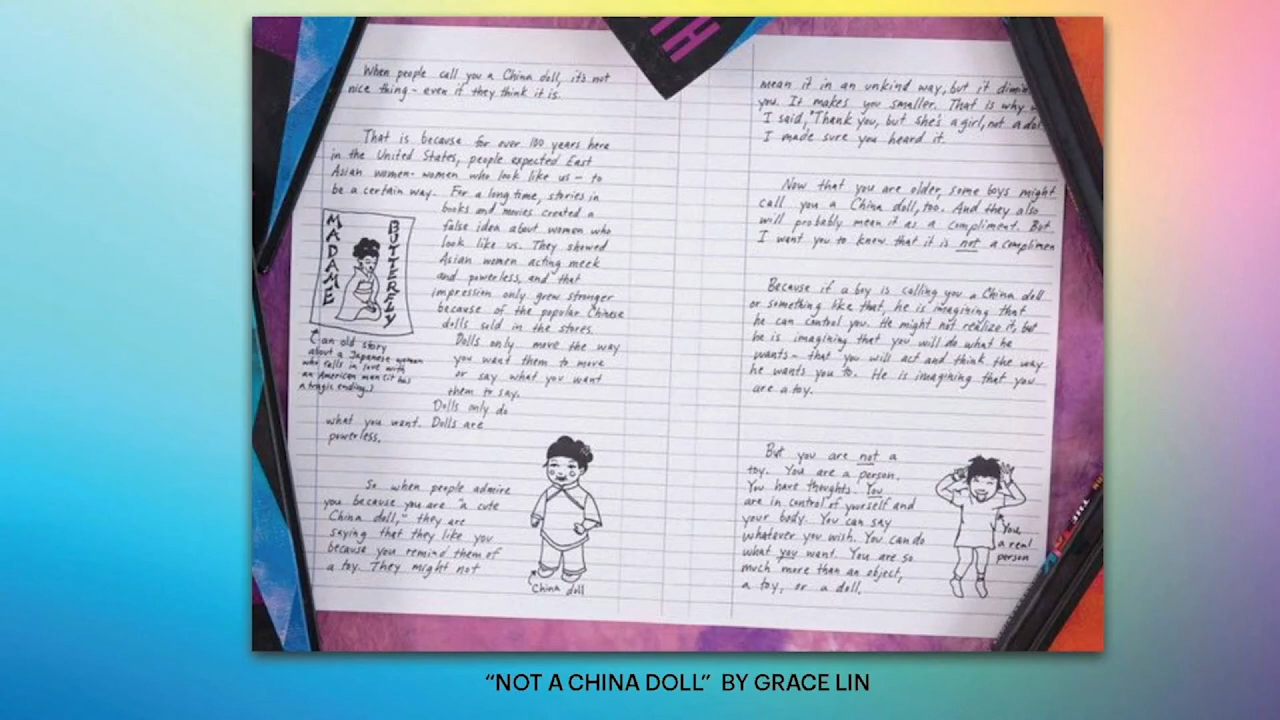 When people call you a China doll, it's not
nice thing - even if they think it is.
That is because for over 100 years here
in the United States, people expected East
Asian women - women who look like us - to
be a certain way. For a long time, stories in
books and movies created a
false idea about women who
look like us. They showed
Asian women acting meek
and powerless, and that
impression only grew stronger
because of the popular Chinese
dolls sold in the stores.
Dolls only move the way
you want them to move
or say what you want
them to say.
Dolls only do
what you want. Dolls are
powerless.
MADAME
BUTTERFLY
an old story
about a Japanese woman
who falls in love with
an American man (it has
a tragic ending.)
So when people admire
you because you are "a cute
China doll," they are
saying that they like you
because you remind them of
a toy. They might not
China doll
mean it in an unkind way, but it dimin
you. It makes you smaller. That is why w
I said, "Thank you, but she's a girl, not a dol
I made sure you heard it.
Now that you are older, some boys might
call you a China doll, too. And they also
will probably mean it as a compliment. But
I want you to know that it is not a complimen
Because if a boy is calling you a China doll
or something like that, he is imagining that
he can control you. He might not realize it, but
he is imagining that you will do what he
wants - that you will act and think the way
he wants you to. He is imagining that you
are a toy.
But you are not a
toy. You are a person.
You have thoughts. You
are in control of yourself and
your body. You can say
whatever you wish. You can do
what you want. You are so
much more than an object,
a toy, or a doll.
You
a real
person
"NOT A CHINA DOLL" BY GRACE LIN